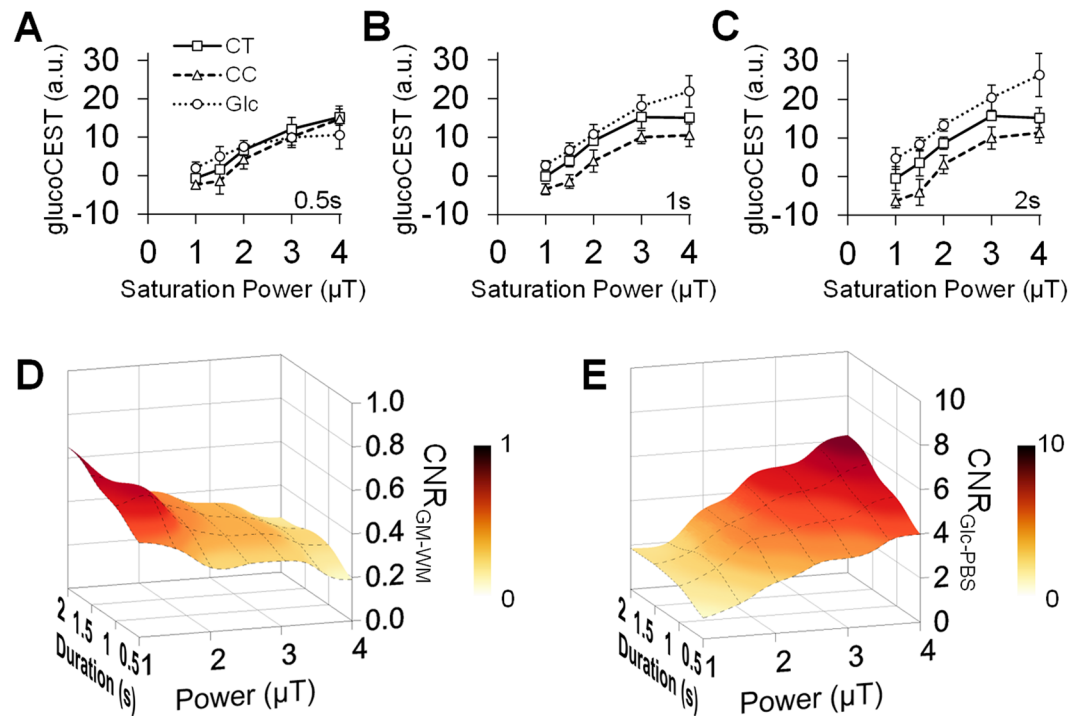 A
glucoCEST (a.u.)
30
20
10
0
-10
CT
CC
Glc
0.5s
0 1 2 3 4
Saturation Power (µT)
B
glucoCEST (a.u.)
30
20
10
0
-10
1s
0 1 2 3 4
Saturation Power (µT)
C
glucoCEST (a.u.)
30
20
10
0
-10
2s
0 1 2 3 4
Saturation Power (µT)
D
1.0
0.8
0.6
0.4
0.2
0.0
CNR GM-WM
1
0
2 1.5 1 0.5
Duration (s)
1 2 3 4
Power (µT)
E
10
8
6
4
2
0
CNR Glc-PBS
10
0
2 1.5 1 0.5
Duration (s)
1 2 3 4
Power (µT)